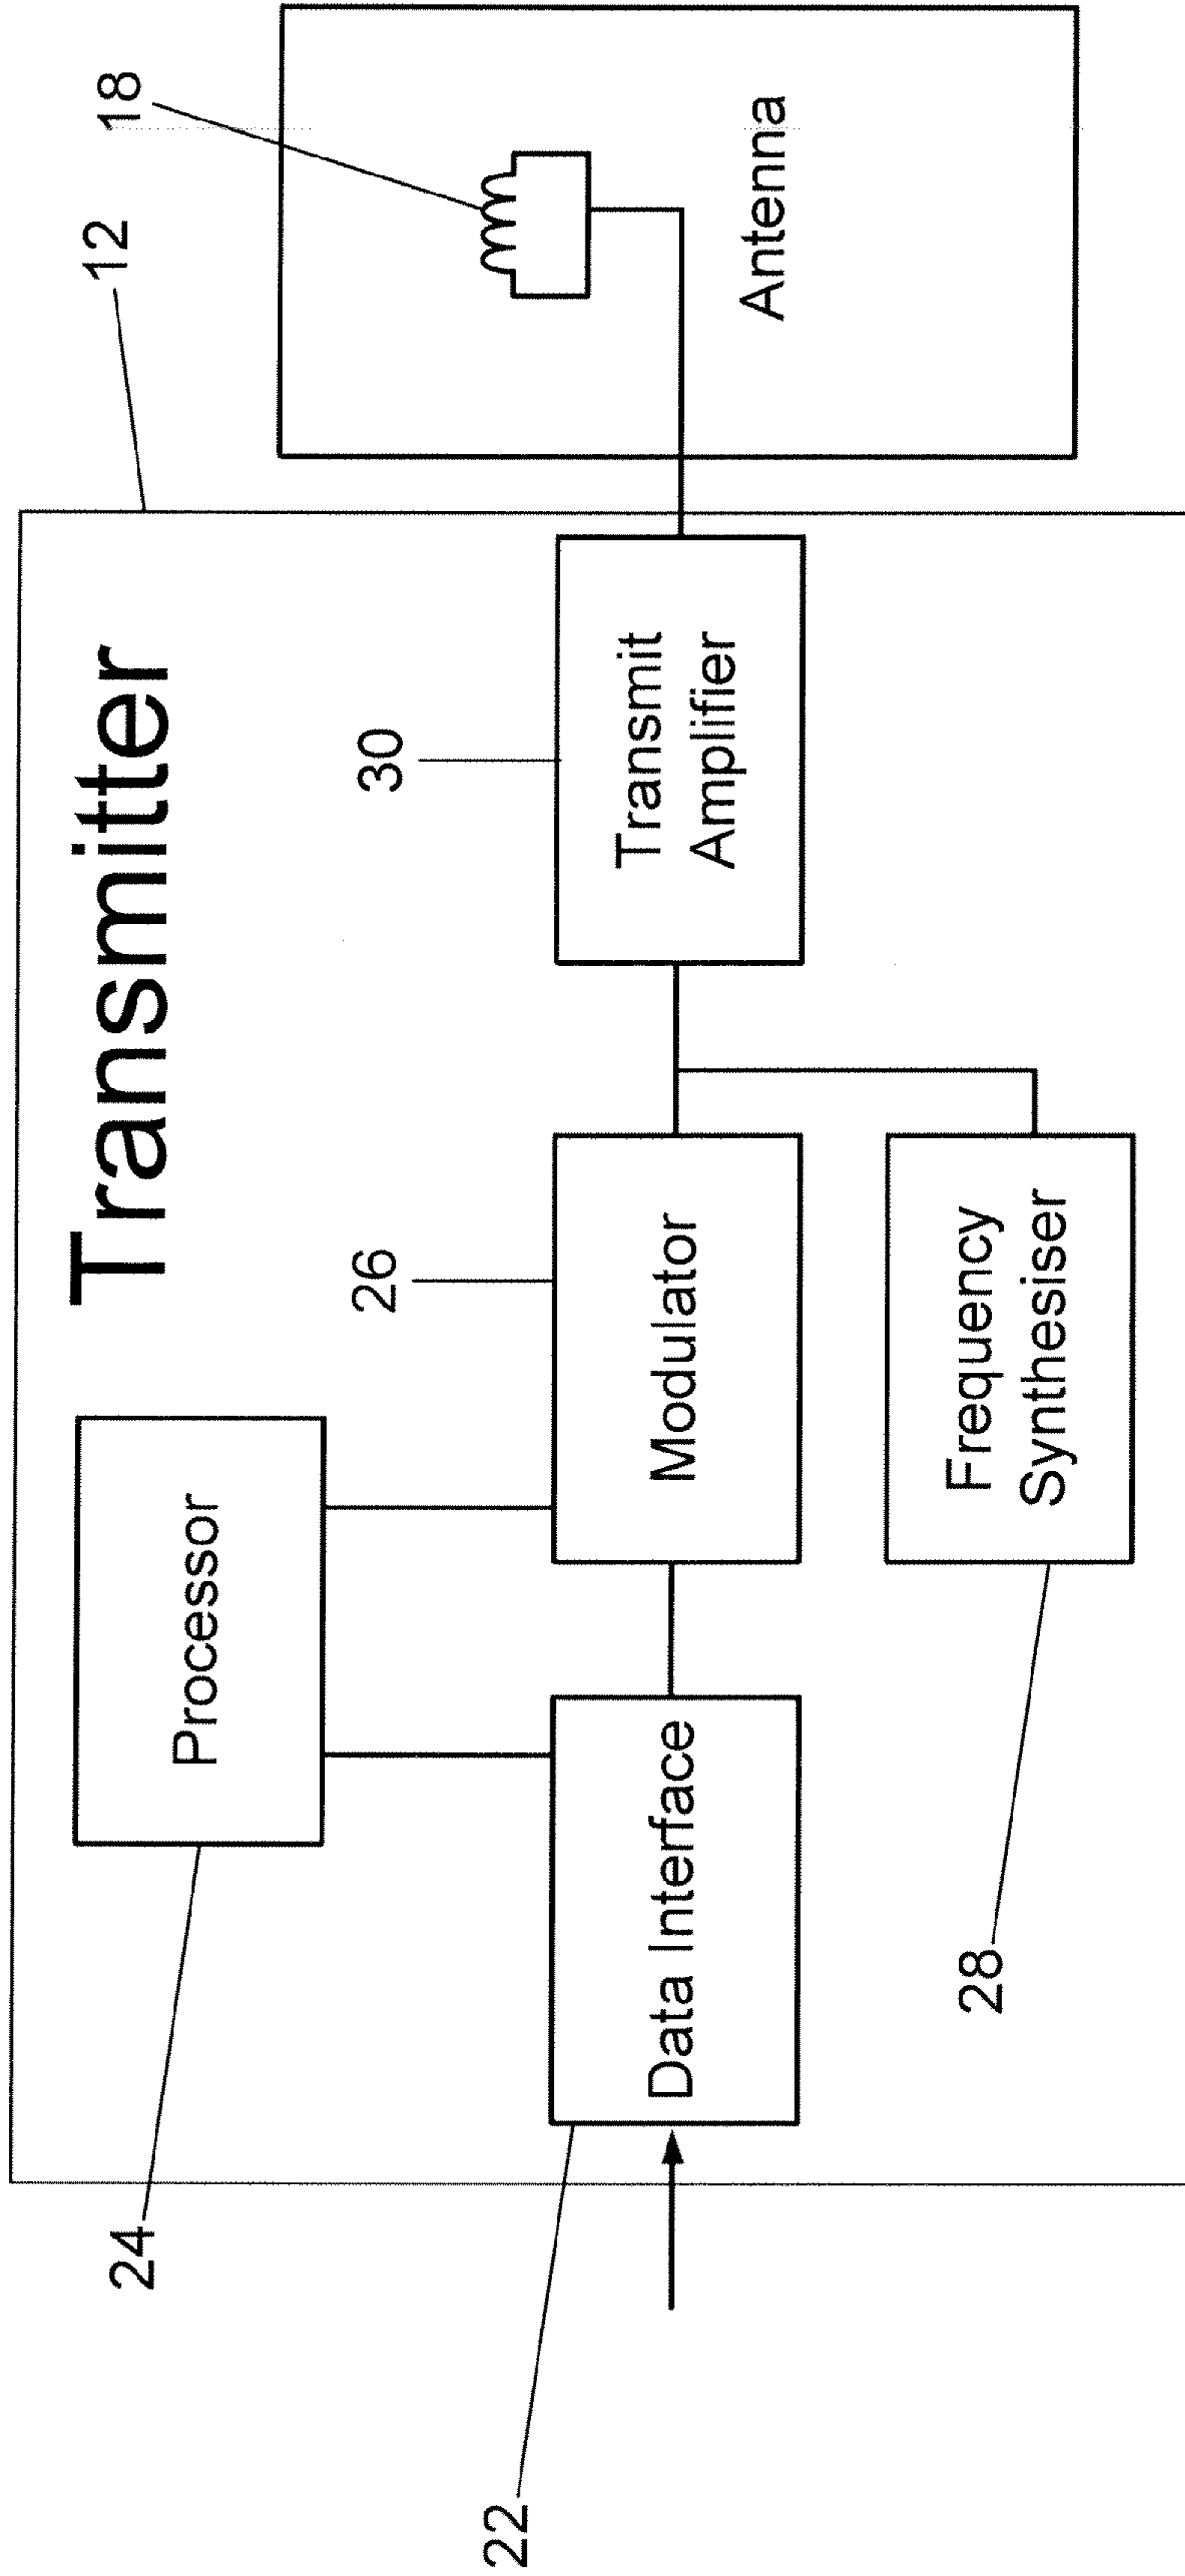 Transmitter
12
18
24
Processor
26
30
22
Data Interface
Modulator
Transmit
Amplifier
Antenna
28
Frequency
Synthesiser